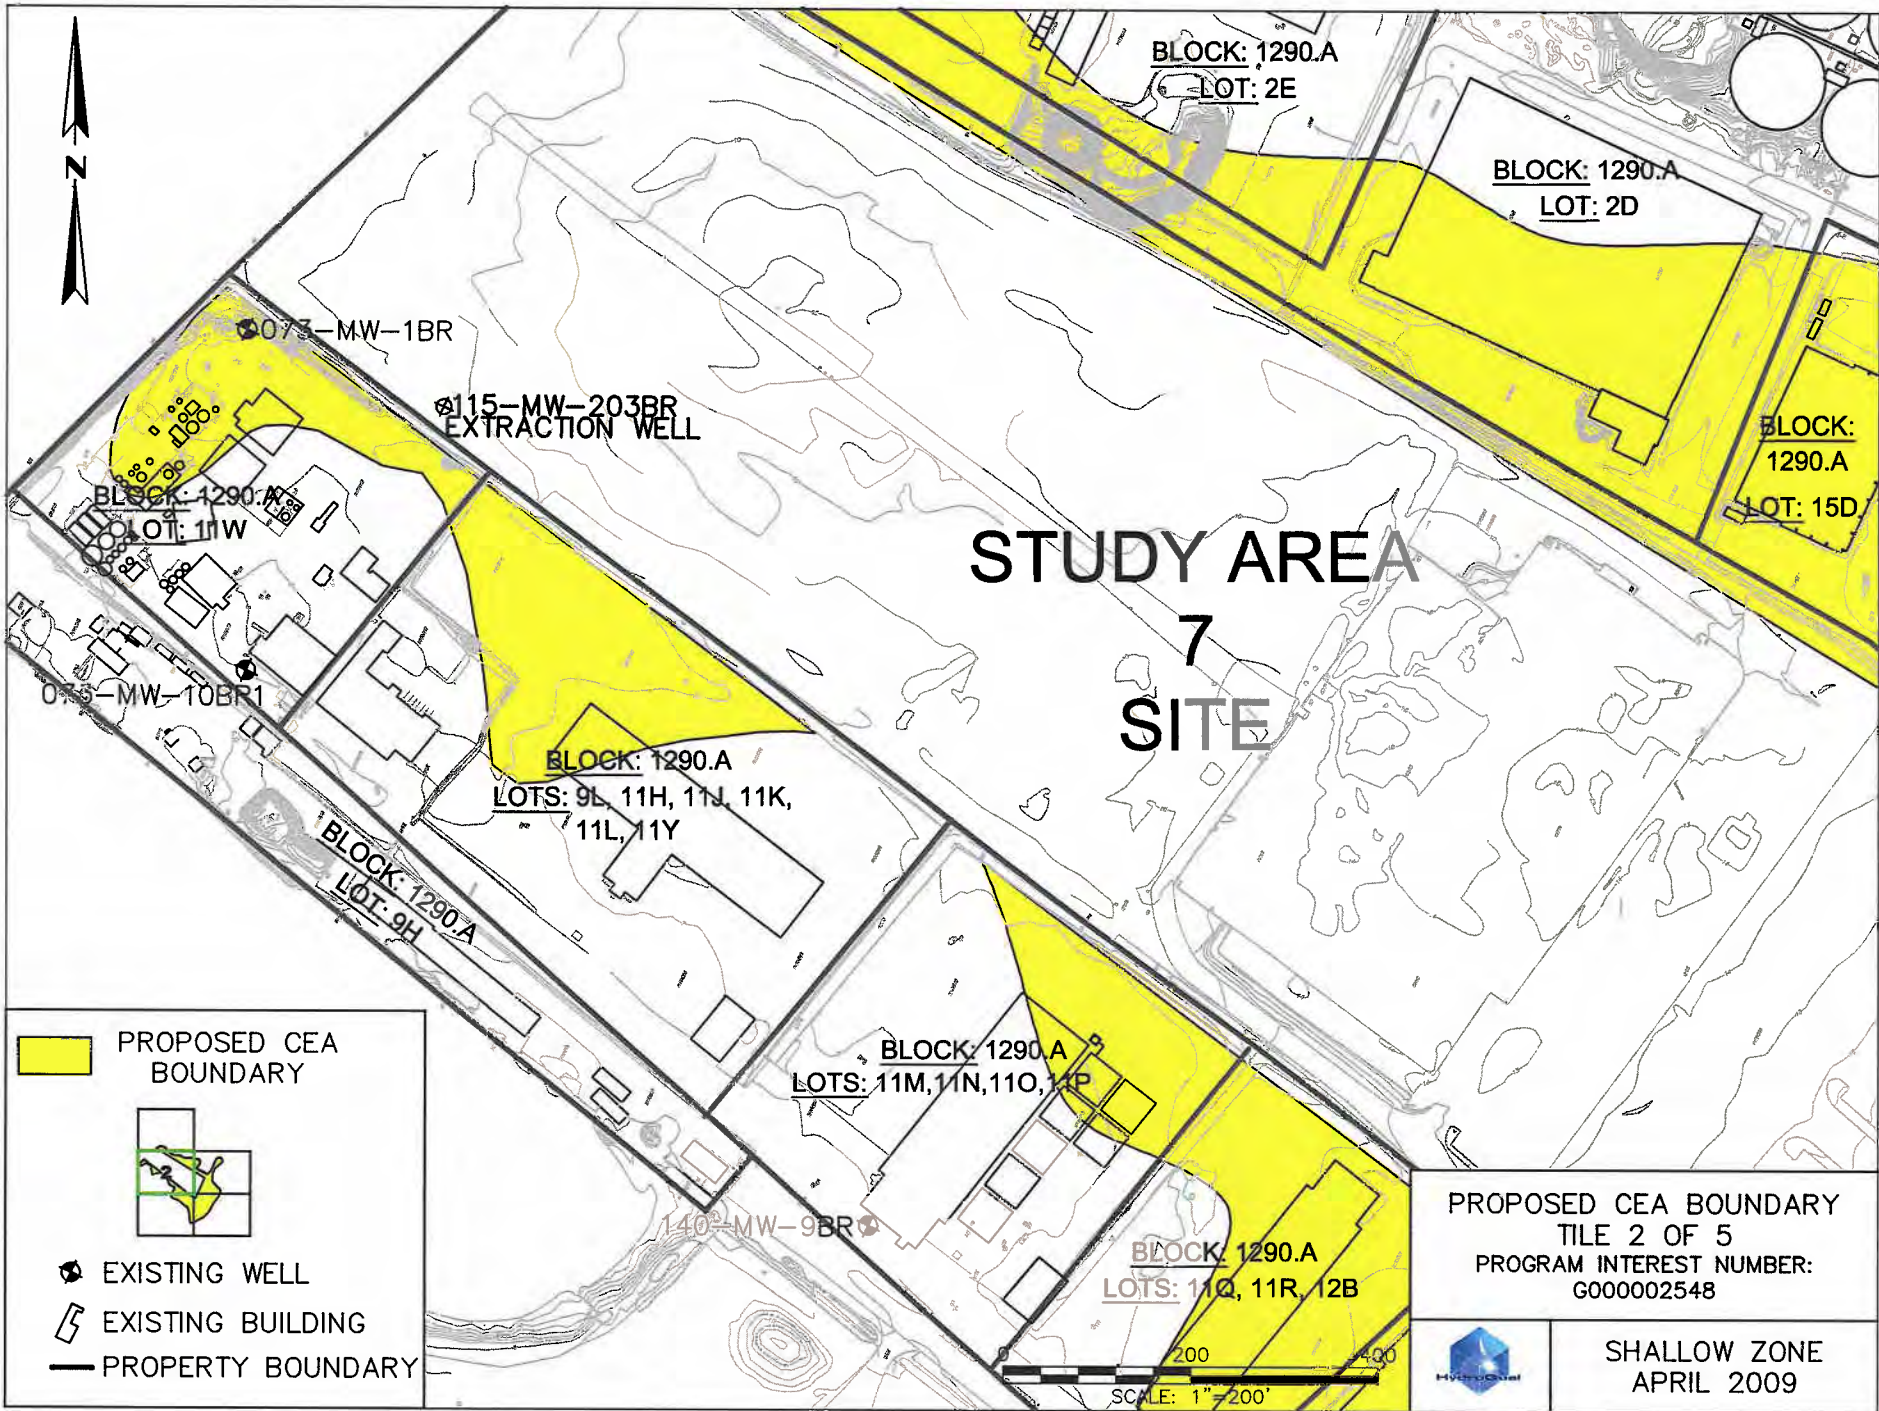 BLOCK: 1290.A
LOT: 2E
BLOCK: 1290.A
LOT: 2D
N
073-MW-1BR
115-MW-203BR
EXTRACTION WELL
BLOCK:
1290.A
LOT: 15D
BLOCK: 1290.A
LOT: 11W
STUDY AREA
7
SITE
BLOCK: 1290.A
LOTS: 9L, 11H, 11J, 11K,
11L, 11Y
BLOCK: 1290.A
LOT: 9H
BLOCK: 1290.A
LOTS: 11M,11N,11O,11P
140-MW-9BR
BLOCK: 1290.A
LOTS: 11Q, 11R, 12B
PROPOSED CEA
BOUNDARY
2
EXISTING WELL
EXISTING BUILDING
PROPERTY BOUNDARY
0 200 400
SCALE: 1"=200'
PROPOSED CEA BOUNDARY
TILE 2 OF 5
PROGRAM INTEREST NUMBER:
G000002548
HydroQual
SHALLOW ZONE
APRIL 2009